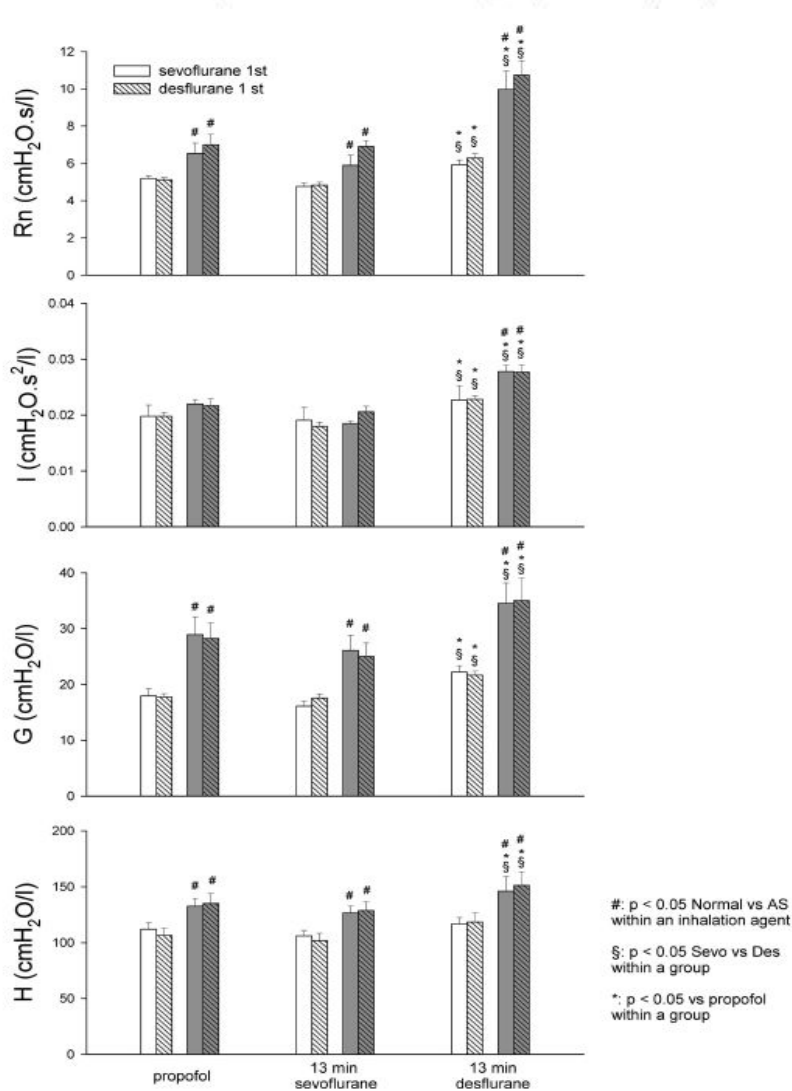 12
10
8
6
4
2
0
Rn (cmH₂O.s/l)
sevoflurane 1st
desflurane 1 st
# #
# #
* *
§ §
# #
* *
§ §
0.04
0.03
0.02
0.01
0.00
I (cmH₂O.s²/l)
* *
§ §
# #
* *
§ §
40
30
20
10
0
G (cmH₂O/l)
# #
# #
* *
§ §
# #
* *
§ §
200
150
100
50
0
H (cmH₂O/l)
# #
# #
# #
* *
§ §
propofol
13 min
sevoflurane
13 min
desflurane
#: p < 0.05 Normal vs AS
within an inhalation agent
§: p < 0.05 Sevo vs Des
within a group
*: p < 0.05 vs propofol
within a group